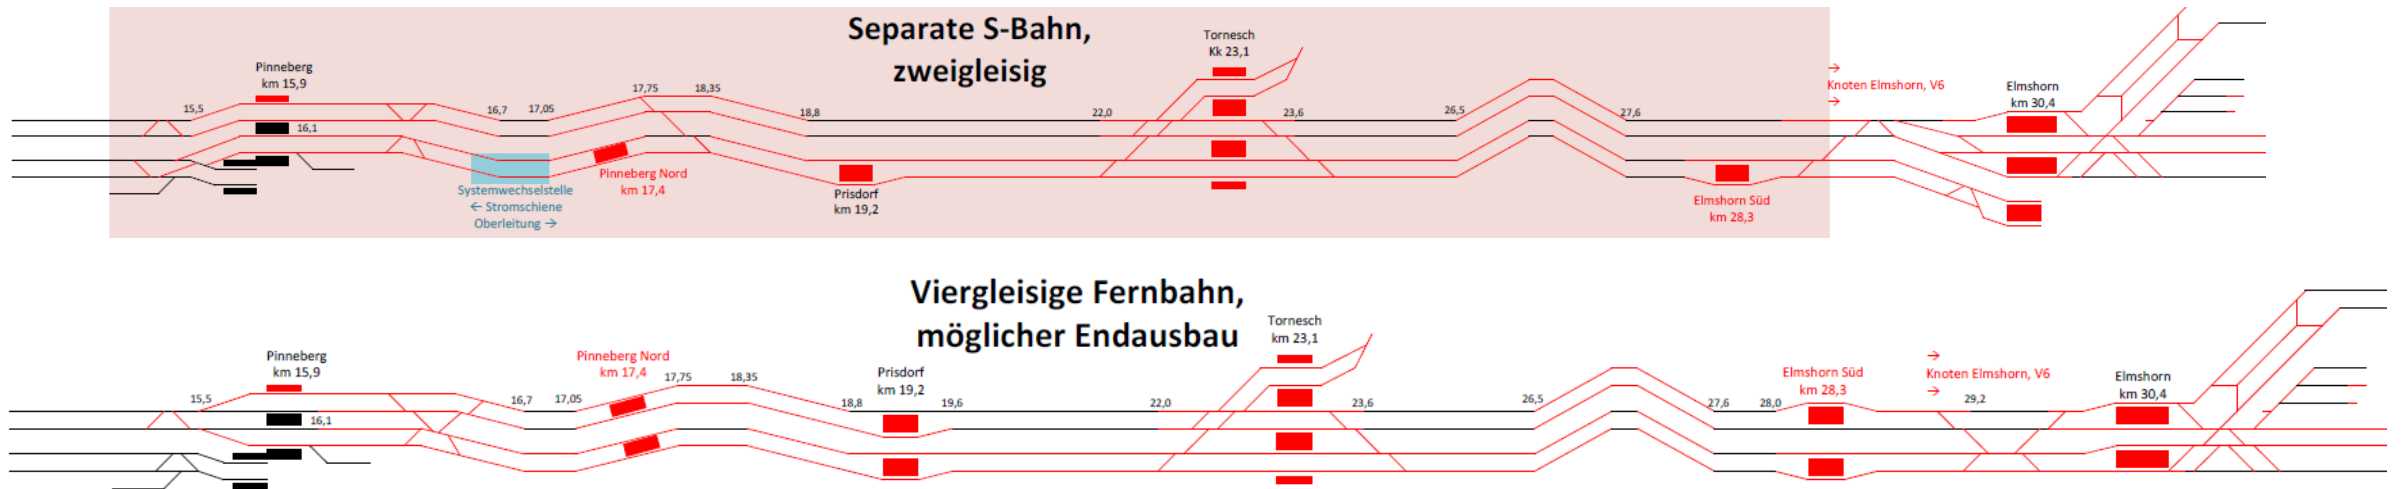 Separate S-Bahn,
zweigleisig
Tornesch
Kk 23,1
Pinneberg
km 15,9
→
Knoten Elmshorn, V6
→
Elmshorn
km 30,4
15,5
16,1
16,7
17,05
17,75
18,35
18,8
22,0
23,6
26,5
27,6
Systemwechselstelle
← Stromschiene
Oberleitung →
Pinneberg Nord
km 17,4
Prisdorf
km 19,2
Elmshorn Süd
km 28,3
Viergleisige Fernbahn,
möglicher Endausbau
Tornesch
km 23,1
Pinneberg
km 15,9
Pinneberg Nord
km 17,4
Prisdorf
km 19,2
Elmshorn Süd
km 28,3
→
Knoten Elmshorn, V6
→
Elmshorn
km 30,4
15,5
16,1
16,7
17,05
17,75
18,35
18,8
19,6
22,0
23,6
26,5
27,6
28,0
29,2